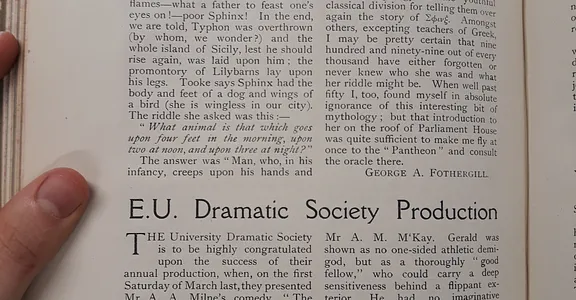 flames—what a father to feast one's
eyes on!—poor Sphinx! In the end,
we are told, Typhon was overthrown
(by whom, we wonder?) and the
whole island of Sicily, lest he should
rise again, was laid upon him; the
promontory of Lilybarns lay upon
his legs. Tooke says Sphinx had the
body and feet of a dog and wings of
a bird (she is wingless in our city).
The riddle she asked was this:—
"What animal is that which goes
upon four feet in the morning, upon
two at noon, and upon three at night?"
The answer was "Man, who, in his
infancy, creeps upon his hands and
youthful
classical division for telling them over
again the story of Σφιγξ. Amongst
others, excepting teachers of Greek,
I may be pretty certain that nine
hundred and ninety-nine out of every
thousand have either forgotten or
never knew who she was and what
her riddle might be. When well past
fifty I, too, found myself in absolute
ignorance of this interesting bit of
mythology; but that introduction to
her on the roof of Parliament House
was quite sufficient to make me fly at
once to the "Pantheon" and consult
the oracle there.
GEORGE A. FOTHERGILL.
E.U. Dramatic Society Production
THE University Dramatic Society
is to be highly congratulated
upon the success of their
annual production, when, on the first
Saturday of March last, they presented
Mr. A. A. Milne's comedy, "The
Mr. A. M. M'Kay. Gerald was
shown as no one-sided athletic demi-
god, but as a thoroughly "good
fellow," who could carry a deep
sensitiveness behind a flippant ex-
terior. He had no imaginative